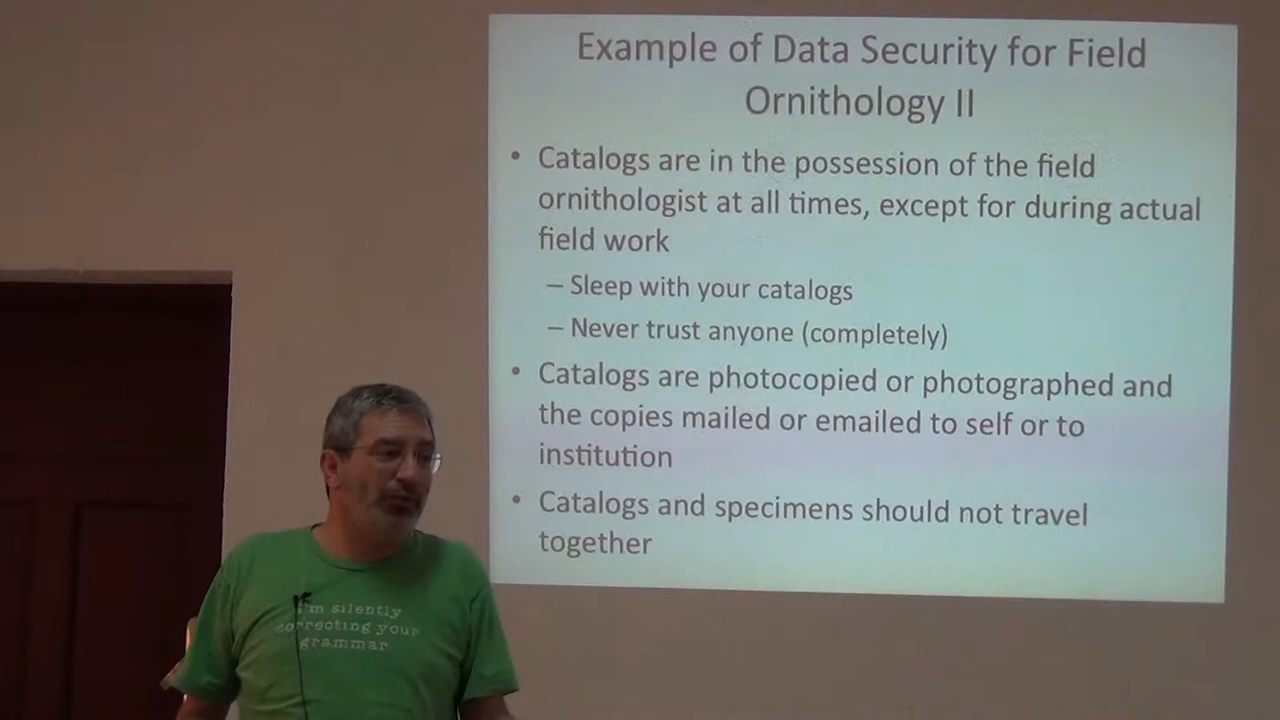 Example of Data Security for Field
Ornithology II
• Catalogs are in the possession of the field
ornithologist at all times, except for during actual
field work
– Sleep with your catalogs
– Never trust anyone (completely)
• Catalogs are photocopied or photographed and
the copies mailed or emailed to self or to
institution
• Catalogs and specimens should not travel
together
I'm silently
correcting your
grammar